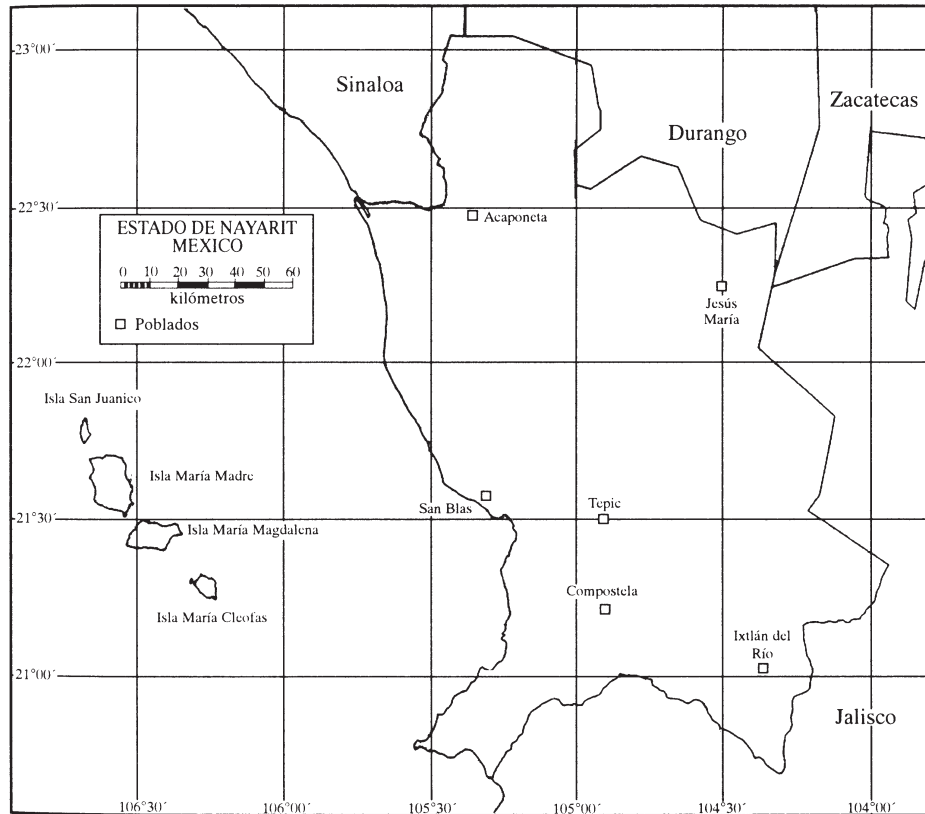 23°00′
Sinaloa
Zacatecas
Durango
22°30′
Acaponeta
ESTADO DE NAYARIT
MEXICO
0 10 20 30 40 50 60
kilómetros
Poblados
Jesús
María
22°00′
Isla San Juanico
Isla María Madre
San Blas
Tepic
21°30′
Isla María Magdalena
Isla María Cleofas
Compostela
Ixtlán del
Río
21°00′
Jalisco
106°30′ 106°00′ 105°30′ 105°00′ 104°30′ 104°00′